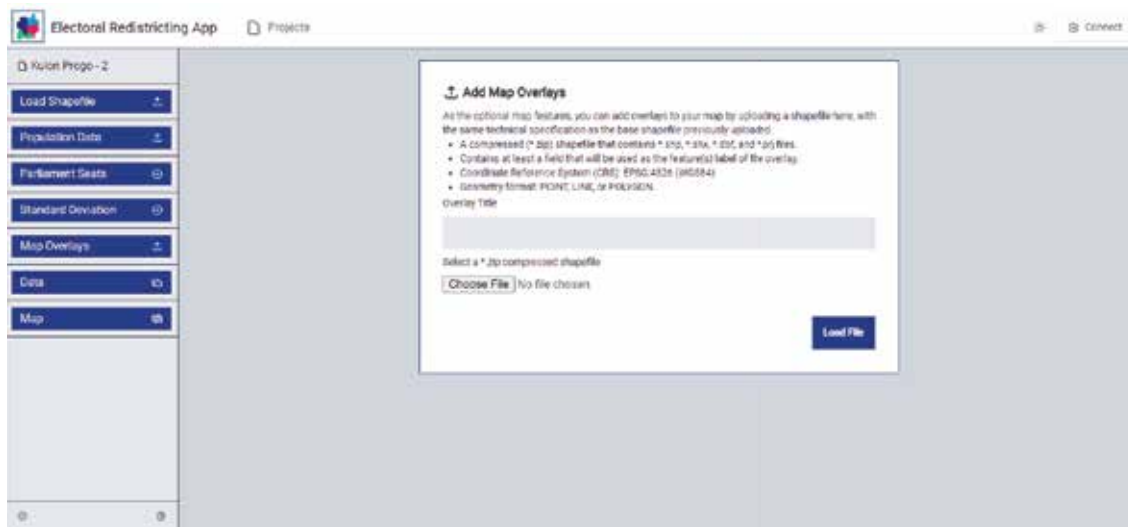 Electoral Redistricting App
Projects
Connect
Kulon Progo - 2
Load Shapefile
Population Data
Parliament Seats
Standard Deviation
Map Overlays
Data
Map
Add Map Overlays
As the optional map features, you can add overlays to your map by uploading a shapefile here, with
the same technical specification as the base shapefile previously uploaded.
• A compressed (*.zip) shapefile that contains *.shp, *.shx, *.dbf, and *.prj files.
• Contains at least a field that will be used as the feature(s) label of the overlay.
• Coordinate Reference System (CRS): EPSG:4326 (WGS84)
• Geometry format: POINT, LINE, or POLYGON.
Overlay Title
Select a *.zip compressed shapefile
Choose File No file chosen
Load File